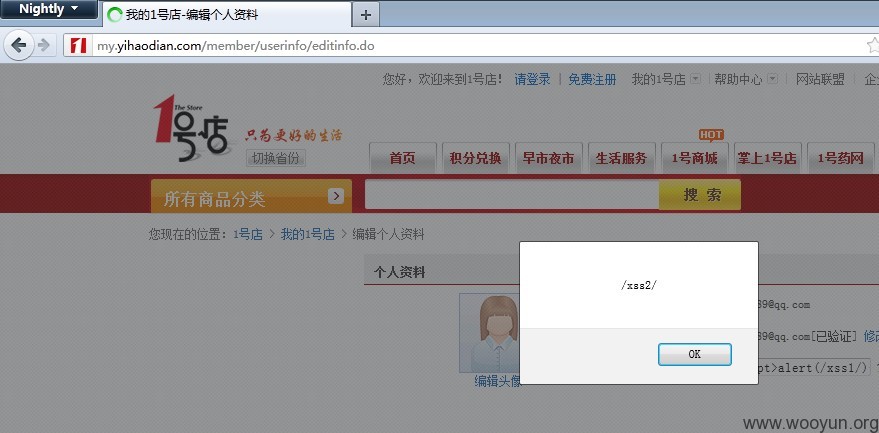 Nightly
我的1号店-编辑个人资料
my.yihaodian.com/member/userinfo/editinfo.do
您好，欢迎来到1号店！ 请登录 | 免费注册 我的1号店 帮助中心 网站联盟
The Store
1号店
只为更好的生活
切换省份
HOT
首页 积分兑换 早市夜市 生活服务 1号商城 掌上1号店 1号药网
所有商品分类 搜 索
您现在的位置：1号店 > 我的1号店 > 编辑个人资料
个人资料
/xss2/
39@qq.com
39@qq.com[已验证]
OK
pt>alert(/xss1/)
编辑头像
www.wooyun.org